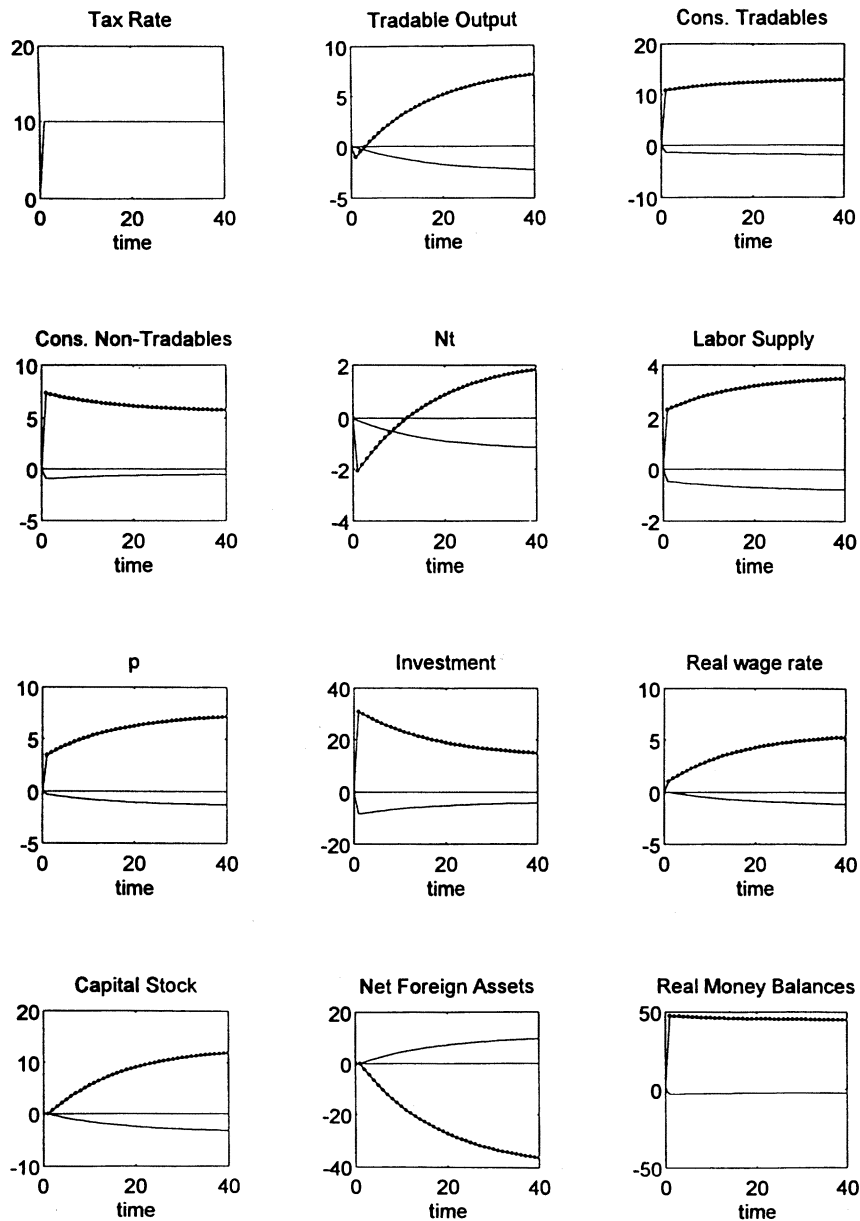 Tax Rate
20
10
0
0 20 40
time
Tradable Output
10
5
0
-5
0 20 40
time
Cons. Tradables
20
10
0
-10
0 20 40
time
Cons. Non-Tradables
10
5
0
-5
0 20 40
time
Nt
2
0
-2
-4
0 20 40
time
Labor Supply
4
2
0
-2
0 20 40
time
p
10
5
0
-5
0 20 40
time
Investment
40
20
0
-20
0 20 40
time
Real wage rate
10
5
0
-5
0 20 40
time
Capital Stock
20
10
0
-10
0 20 40
time
Net Foreign Assets
20
0
-20
-40
0 20 40
time
Real Money Balances
50
0
-50
0 20 40
time